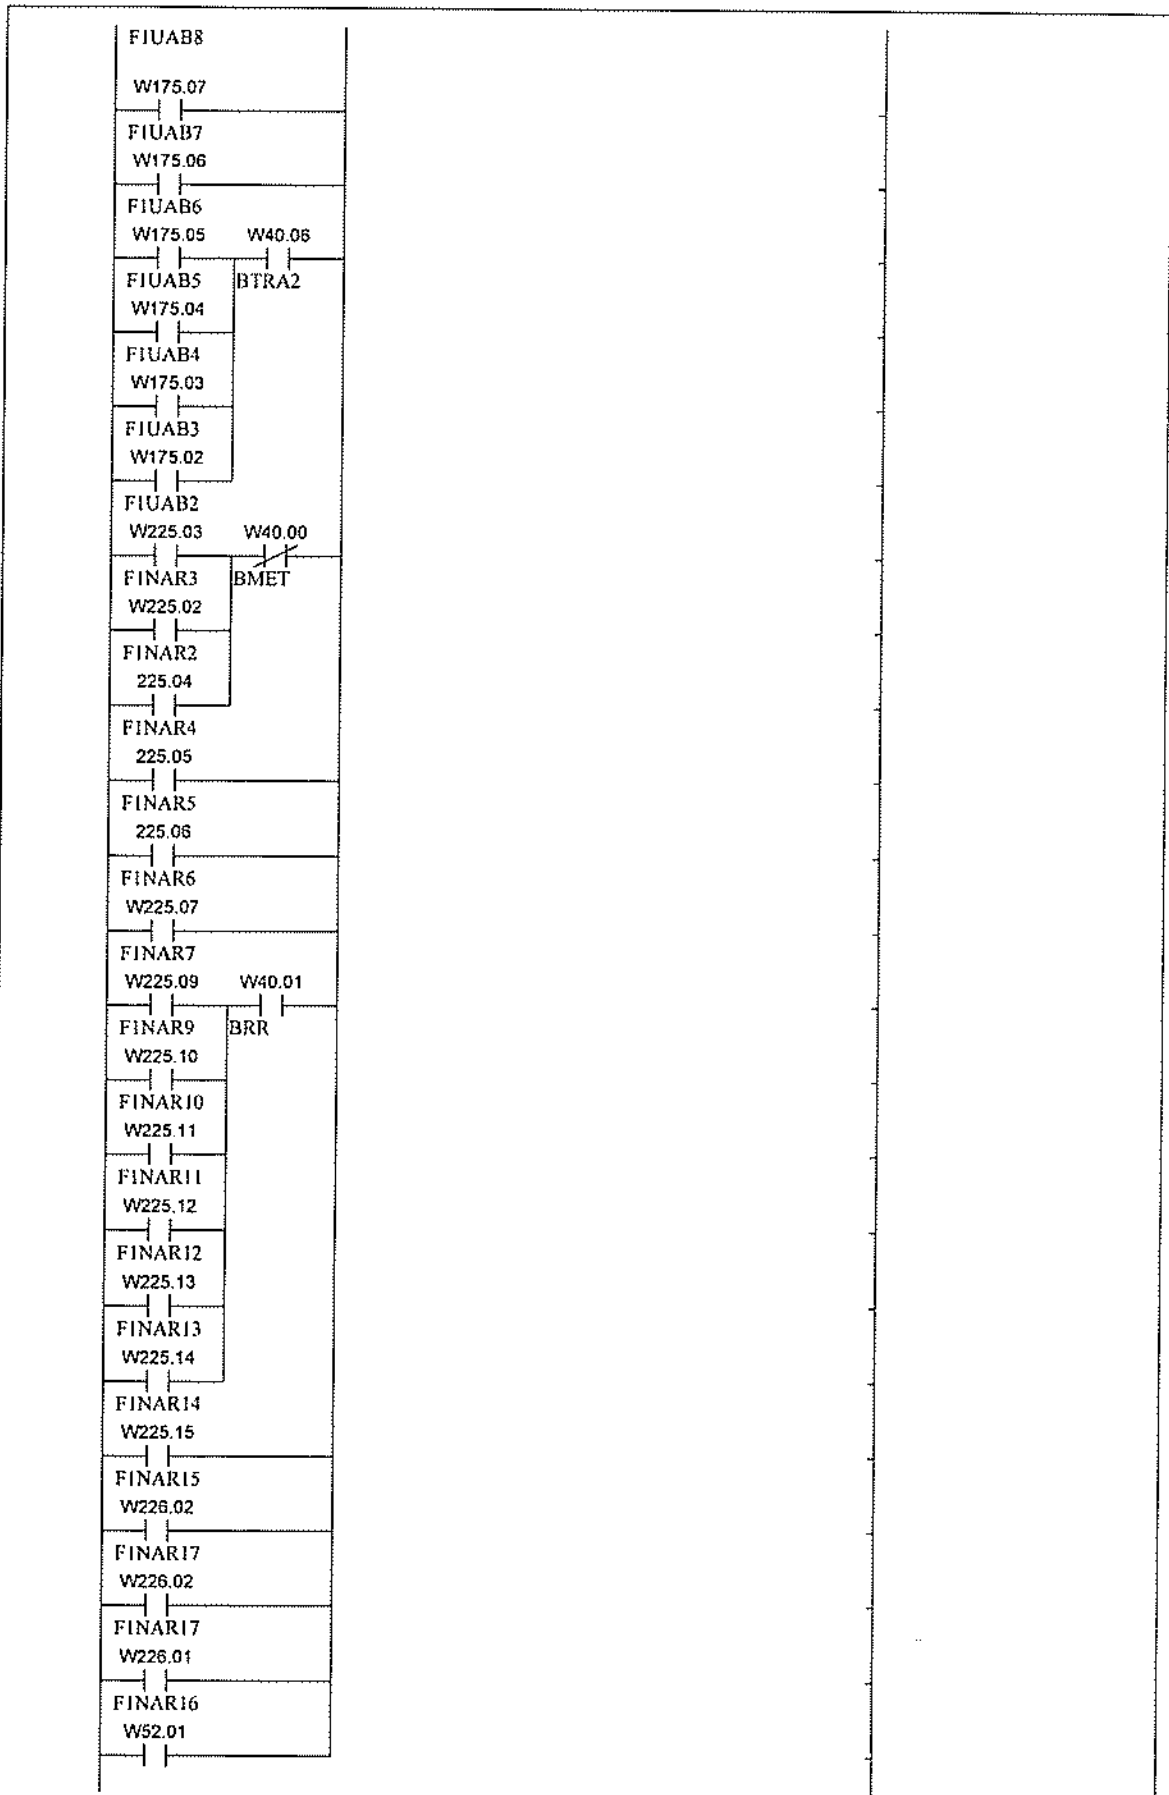 FIUAB8
W175.07
FIUAB7
W175.06
FIUAB6
W175.05 W40.06
FIUAB5 BTRA2
W175.04
FIUAB4
W175.03
FIUAB3
W175.02
FIUAB2
W225.03 W40.00
FINAR3 BMET
W225.02
FINAR2
225.04
FINAR4
225.05
FINAR5
225.06
FINAR6
W225.07
FINAR7
W225.09 W40.01
FINAR9 BRR
W225.10
FINAR10
W225.11
FINAR11
W225.12
FINAR12
W225.13
FINAR13
W225.14
FINAR14
W225.15
FINAR15
W226.02
FINAR17
W226.02
FINAR17
W226.01
FINAR16
W52.01